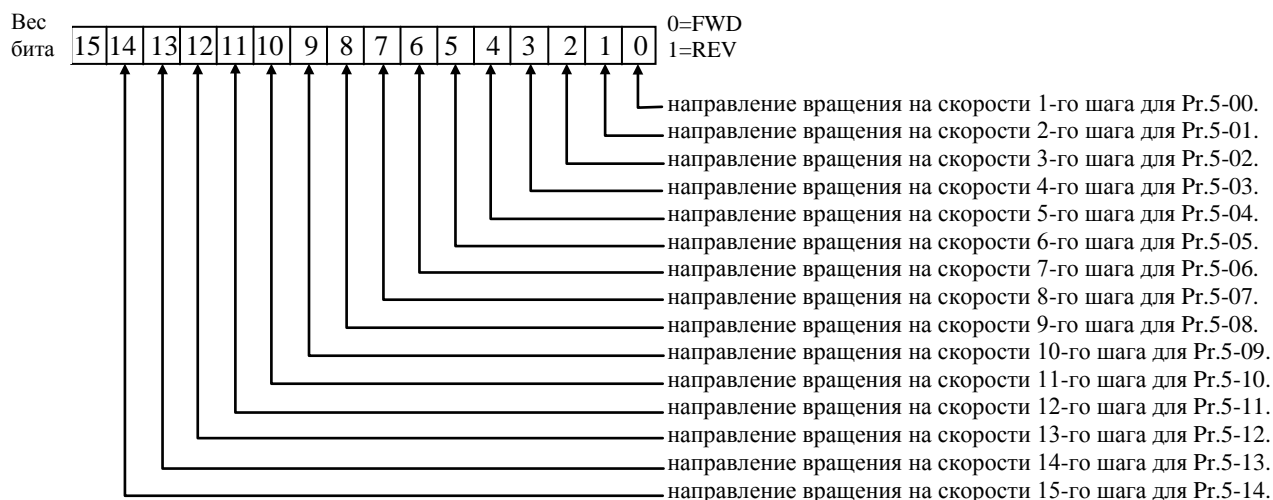 Вес
бита
15 14 13 12 11 10 9 8 7 6 5 4 3 2 1 0
0=FWD
1=REV
направление вращения на скорости 1-го шага для Pr.5-00.
направление вращения на скорости 2-го шага для Pr.5-01.
направление вращения на скорости 3-го шага для Pr.5-02.
направление вращения на скорости 4-го шага для Pr.5-03.
направление вращения на скорости 5-го шага для Pr.5-04.
направление вращения на скорости 6-го шага для Pr.5-05.
направление вращения на скорости 7-го шага для Pr.5-06.
направление вращения на скорости 8-го шага для Pr.5-07.
направление вращения на скорости 9-го шага для Pr.5-08.
направление вращения на скорости 10-го шага для Pr.5-09.
направление вращения на скорости 11-го шага для Pr.5-10.
направление вращения на скорости 12-го шага для Pr.5-11.
направление вращения на скорости 13-го шага для Pr.5-12.
направление вращения на скорости 14-го шага для Pr.5-13.
направление вращения на скорости 15-го шага для Pr.5-14.